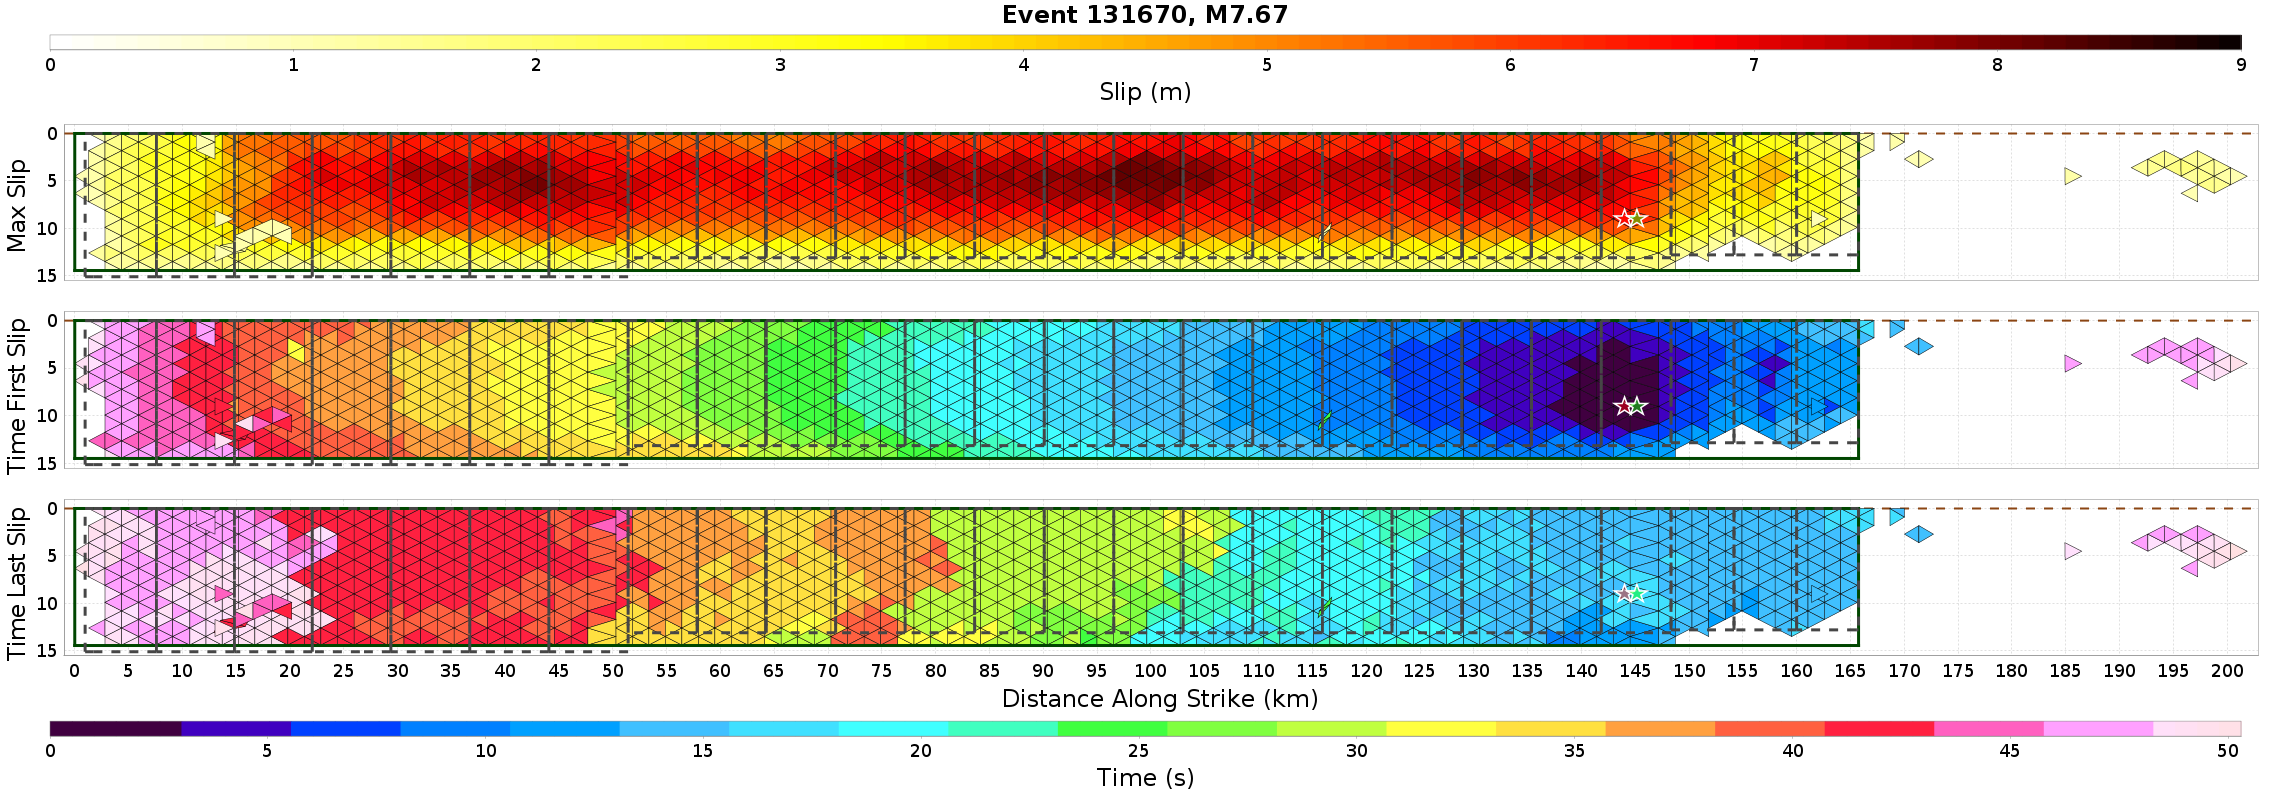 Event 131670, M7.67
0 1 2 3 4 5 6 7 8 9
Slip (m)
Max Slip
0
5
10
15
Time First Slip
0
5
10
15
Time Last Slip
0
5
10
15
0 5 10 15 20 25 30 35 40 45 50 55 60 65 70 75 80 85 90 95 100 105 110 115 120 125 130 135 140 145 150 155 160 165 170 175 180 185 190 195 200
Distance Along Strike (km)
0 5 10 15 20 25 30 35 40 45 50
Time (s)